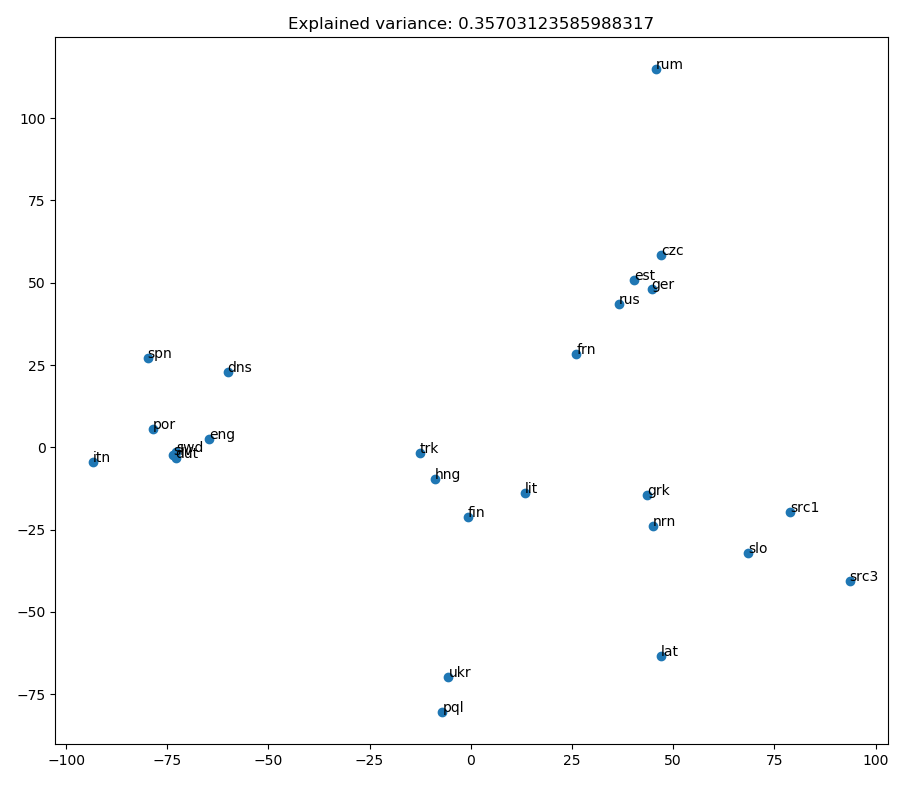 Explained variance: 0.35703123585988317
rum
100
75
czc
est
ger
50
rus
frn
spn
25
dns
por
eng
swd
dut
itn
0
trk
hng
lit
grk
src1
fin
nrn
−25
slo
src3
−50
lat
ukr
pql
−75
−100
−75
−50
−25
0
25
50
75
100